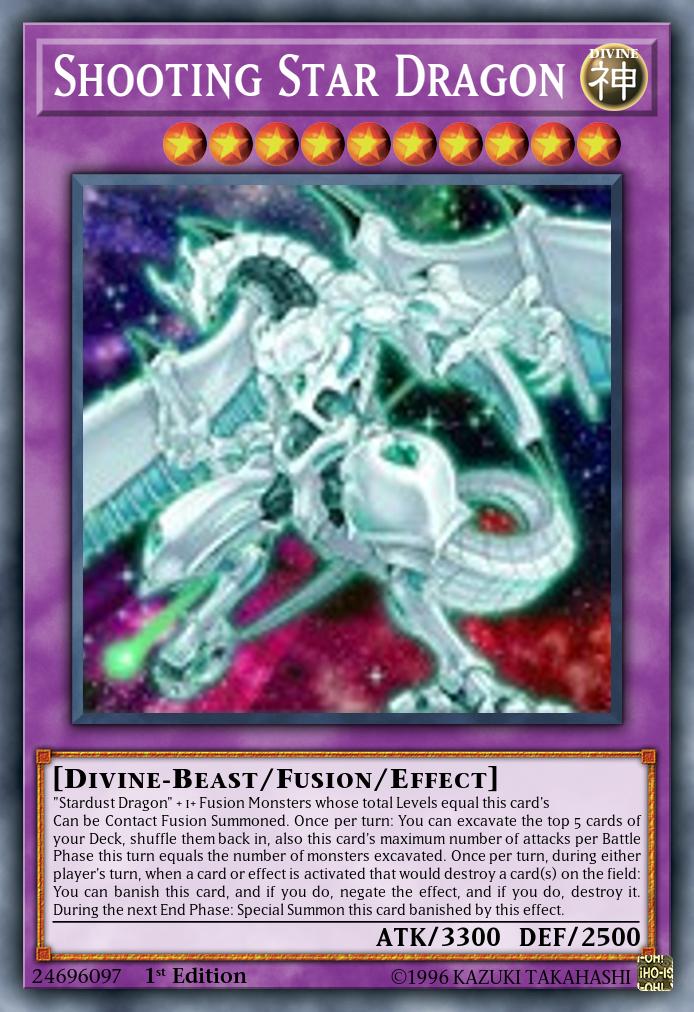 SHOOTING STAR DRAGON
DIVINE
神
[DIVINE-BEAST/FUSION/EFFECT]
"Stardust Dragon" + 1+ Fusion Monsters whose total Levels equal this card's
Can be Contact Fusion Summoned. Once per turn: You can excavate the top 5 cards of
your Deck, shuffle them back in, also this card's maximum number of attacks per Battle
Phase this turn equals the number of monsters excavated. Once per turn, during either
player's turn, when a card or effect is activated that would destroy a card(s) on the field:
You can banish this card, and if you do, negate the effect, and if you do, destroy it.
During the next End Phase: Special Summon this card banished by this effect.
ATK/3300 DEF/2500
24696097 1st Edition ©1996 KAZUKI TAKAHASHI